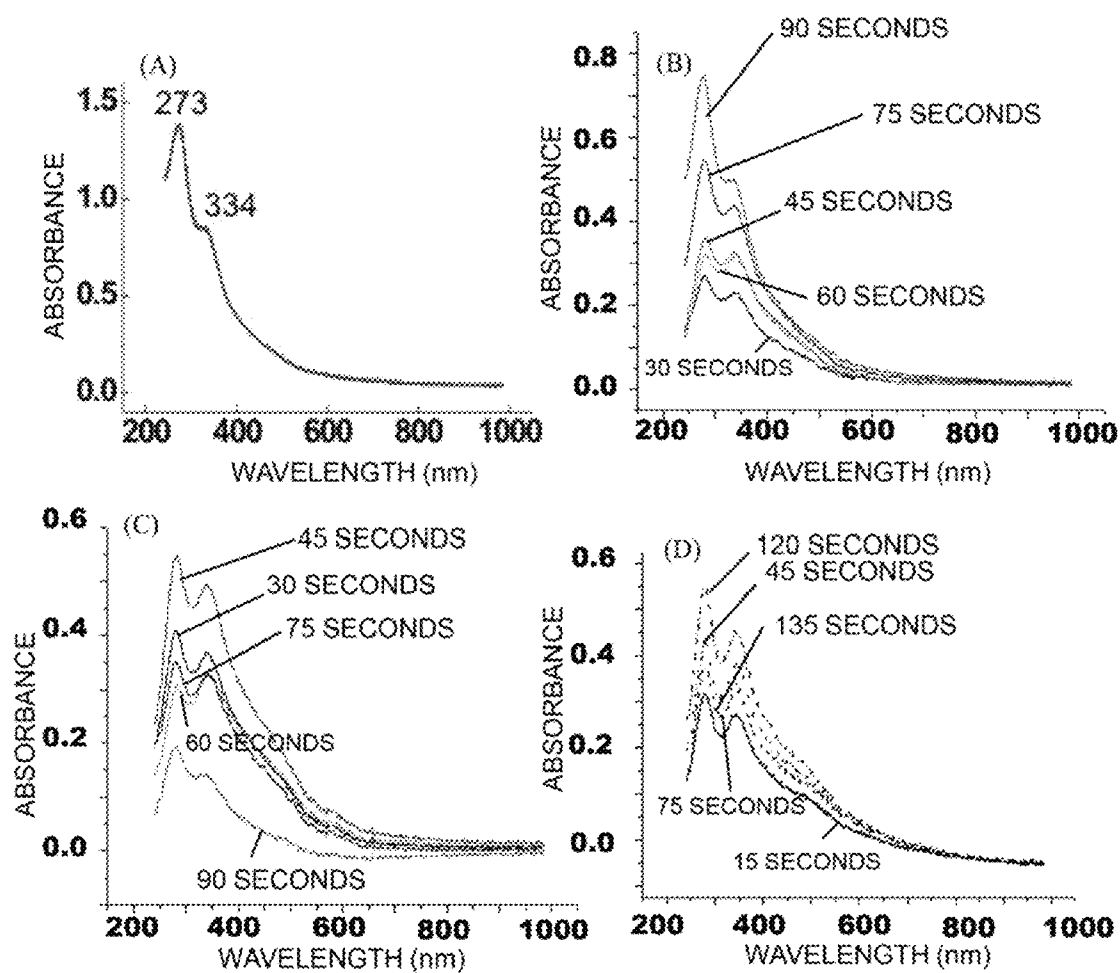 (A)
273
334
1.5
1.0
0.5
0.0
ABSORBANCE
200 400 600 800 1000
WAVELENGTH (nm)
(B)
90 SECONDS
75 SECONDS
45 SECONDS
60 SECONDS
30 SECONDS
0.8
0.6
0.4
0.2
0.0
ABSORBANCE
200 400 600 800 1000
WAVELENGTH (nm)
(C)
45 SECONDS
30 SECONDS
75 SECONDS
60 SECONDS
90 SECONDS
0.6
0.4
0.2
0.0
ABSORBANCE
200 400 600 800 1000
WAVELENGTH (nm)
(D)
120 SECONDS
45 SECONDS
135 SECONDS
75 SECONDS
15 SECONDS
0.6
0.4
0.2
0.0
ABSORBANCE
200 400 600 800 1000
WAVELENGTH (nm)